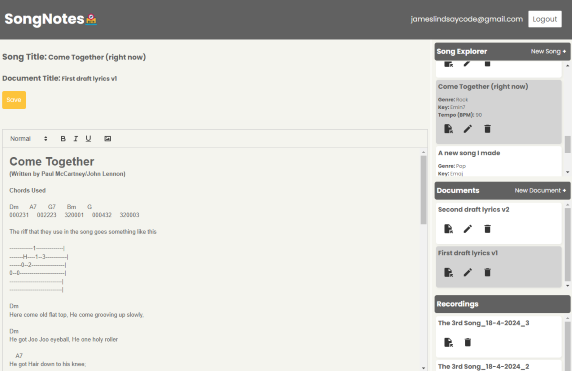 SongNotes
jameslindsaycode@gmail.com
Logout
Song Title: Come Together (right now)
Document Title: First draft lyrics v1
Save
Normal
B I U
Come Together
(Written by Paul McCartney/John Lennon)
Chords Used
Dm A7 G7 Bm G
000231 002223 320001 000432 320003
The riff that they use in the song goes something like this
------------1--------------|
-------H----1--3-----------|
------0--2-----------------|
0--0-----------------------|
---------------------------|
---------------------------|
Dm
Here come old flat top, He come grooving up slowly,
Dm
He got Joo Joo eyeball, He one holy roller
A7
He got Hair down to his knee,
Song Explorer
New Song +
Come Together (right now)
Genre: Rock
Key: Emin7
Tempo (BPM): 90
A new song I made
Genre: Pop
Key: Emaj
Documents
New Document +
Second draft lyrics v2
First draft lyrics v1
Recordings
The 3rd Song_18-4-2024_3
The 3rd Song_18-4-2024_2